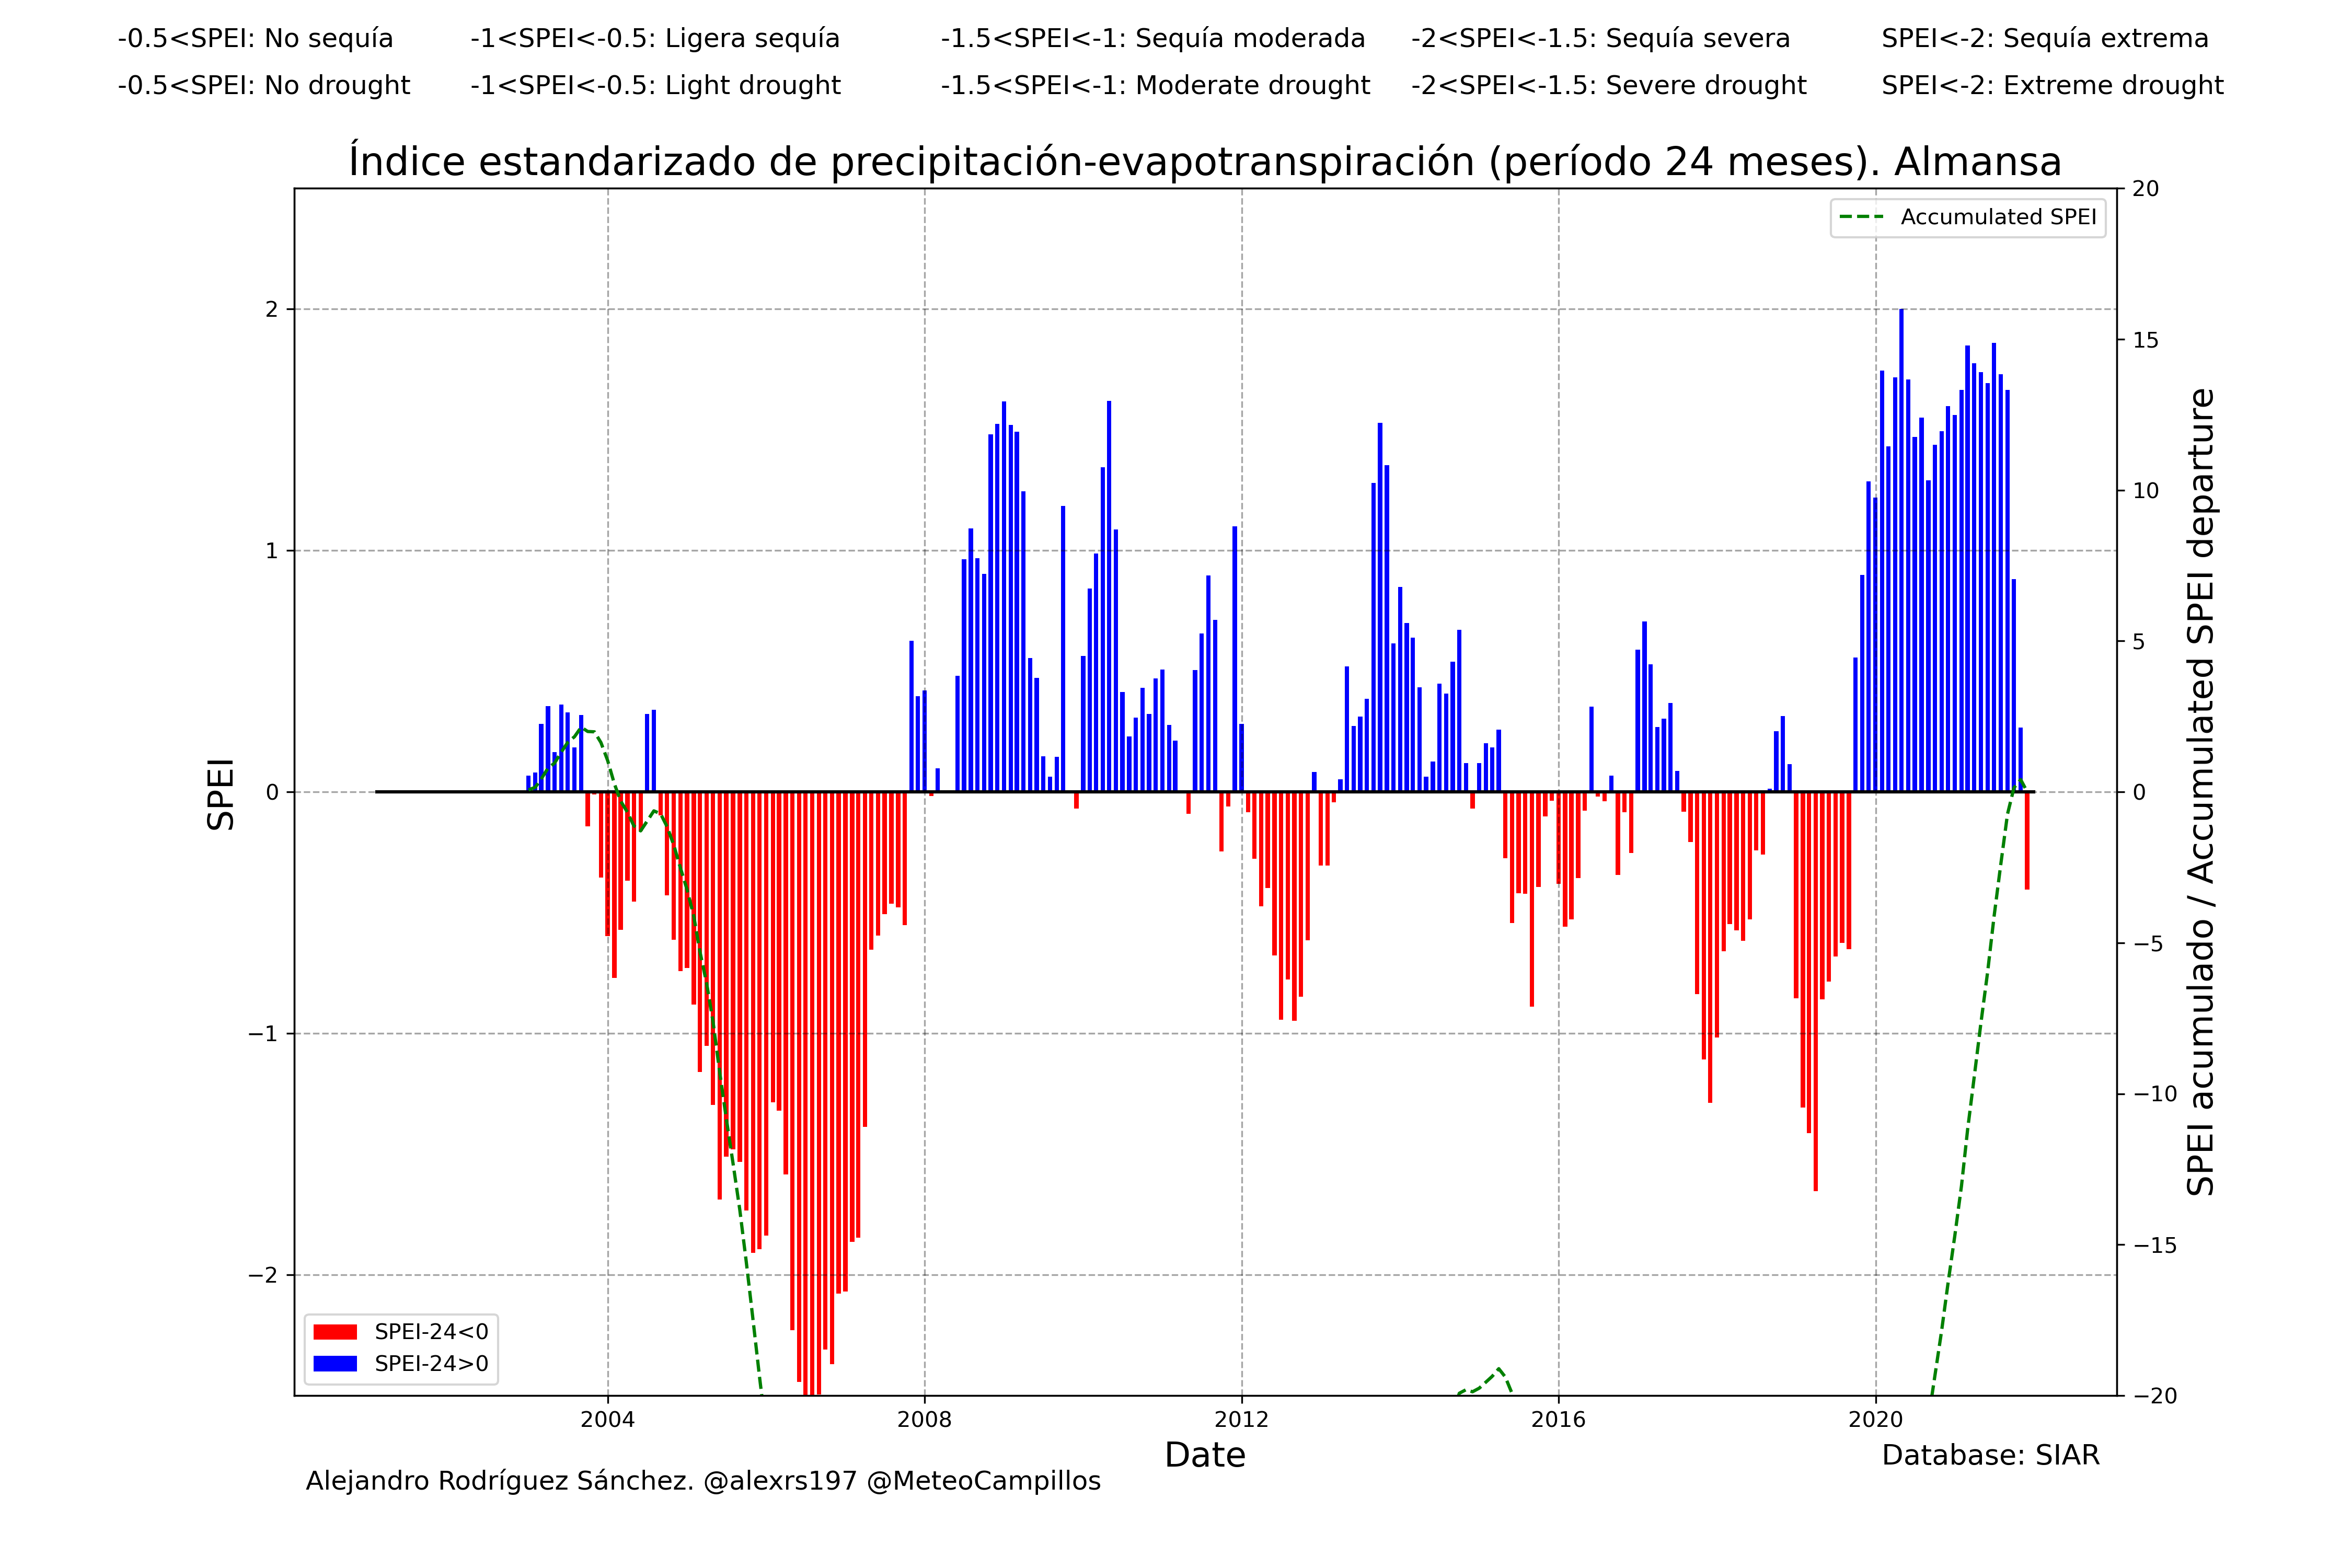 -0.5<SPEI: No sequía -1<SPEI<-0.5: Ligera sequía -1.5<SPEI<-1: Sequía moderada -2<SPEI<-1.5: Sequía severa SPEI<-2: Sequía extrema
-0.5<SPEI: No drought -1<SPEI<-0.5: Light drought -1.5<SPEI<-1: Moderate drought -2<SPEI<-1.5: Severe drought SPEI<-2: Extreme drought
Índice estandarizado de precipitación-evapotranspiración (período 24 meses). Almansa
Accumulated SPEI
SPEI
2
1
0
−1
−2
20
15
10
5
0
−5
−10
−15
−20
SPEI acumulado / Accumulated SPEI departure
SPEI-24<0
SPEI-24>0
2004 2008 2012 2016 2020
Date
Database: SIAR
Alejandro Rodríguez Sánchez. @alexrs197 @MeteoCampillos